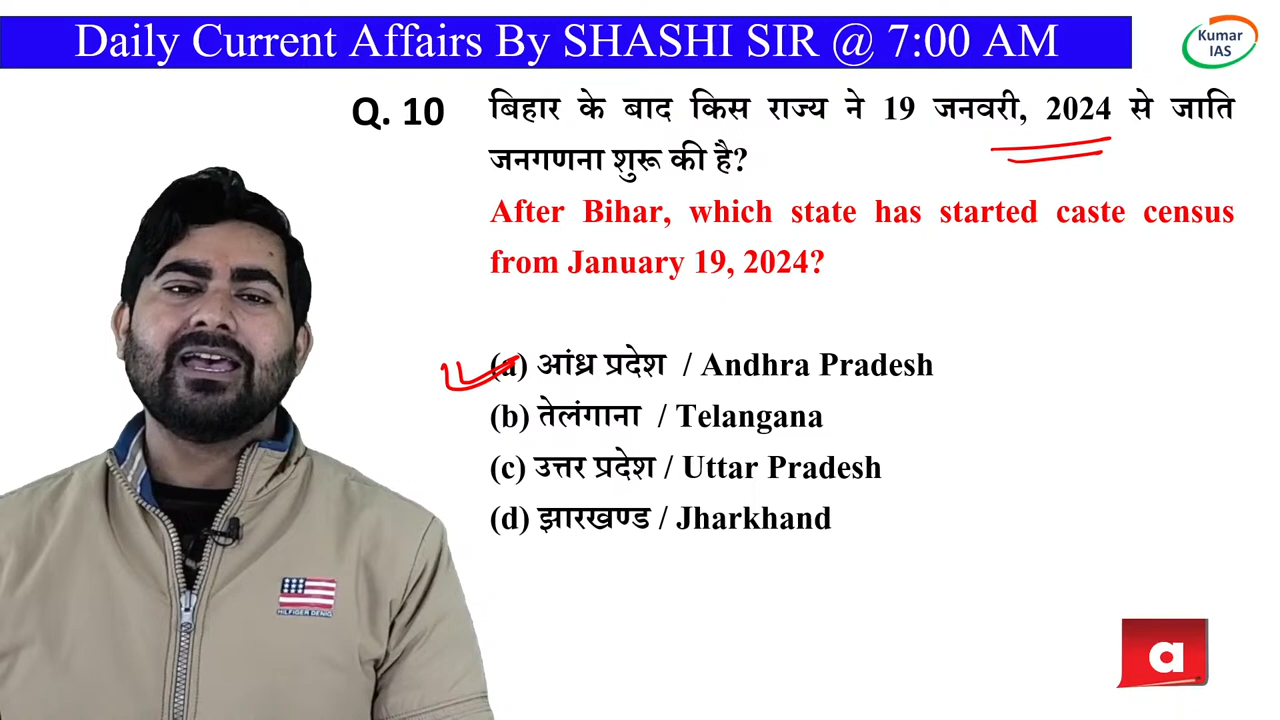 Daily Current Affairs By SHASHI SIR @ 7:00 AM
Kumar
IAS
Q. 10
बिहार के बाद किस राज्य ने 19 जनवरी, 2024 से जाति
जनगणना शुरू की है?
After Bihar, which state has started caste census
from January 19, 2024?
(a) आंध्र प्रदेश / Andhra Pradesh
(b) तेलंगाना / Telangana
(c) उत्तर प्रदेश / Uttar Pradesh
(d) झारखण्ड / Jharkhand
HILFIGER DENIG
a